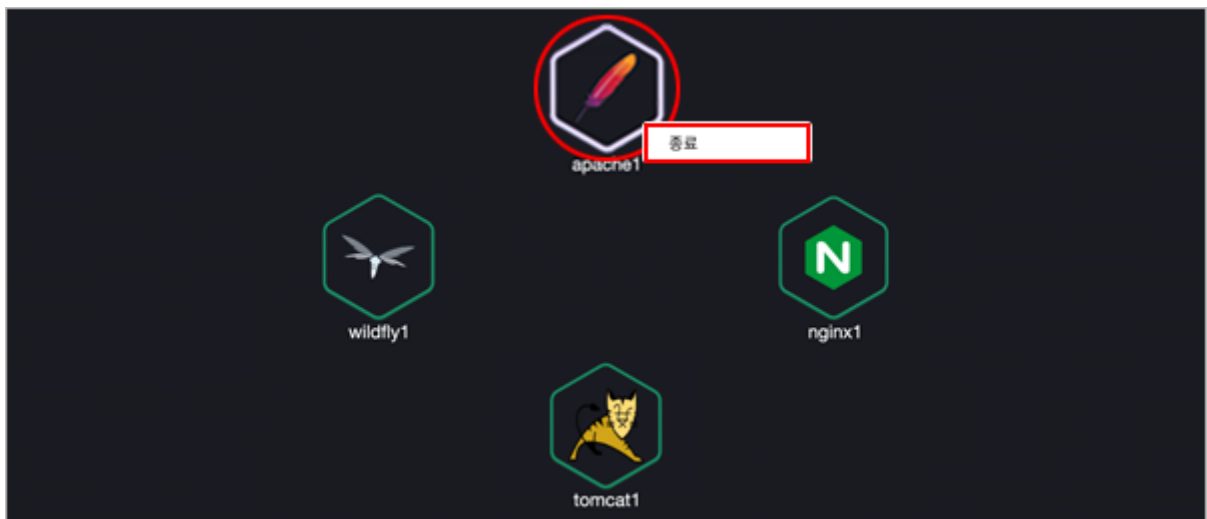 종료
apache1
wildfly1
nginx1
tomcat1